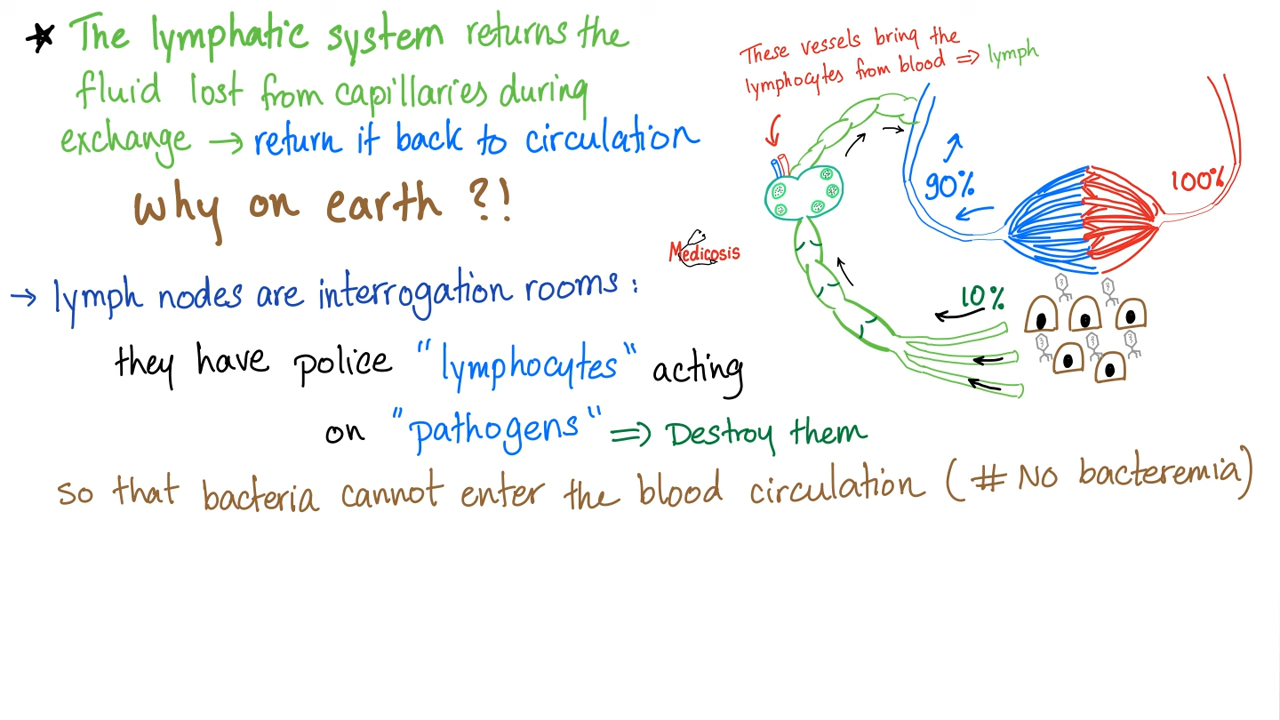 ★ The lymphatic system returns the
fluid lost from capillaries during
exchange → return it back to circulation
Why on earth ?!
→ lymph nodes are interrogation rooms :
they have police "lymphocytes" acting
on "pathogens" ⇒ Destroy them
so that bacteria cannot enter the blood circulation (# No bacteremia)
These vessels bring the
lymphocytes from blood ⇒ lymph
90%
100%
10%
Medicosis